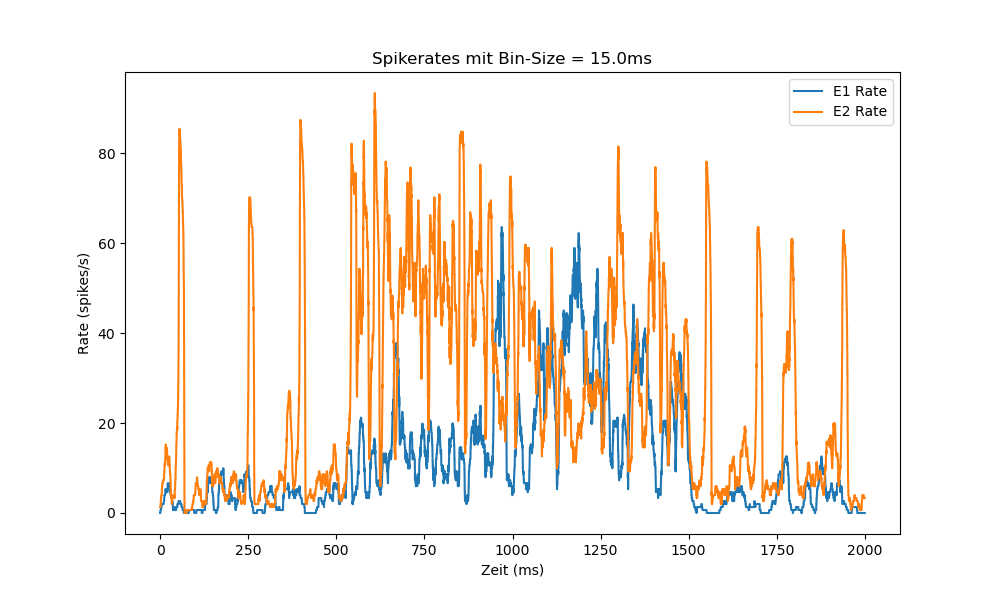 Spikerates mit Bin-Size = 15.0ms
E1 Rate
E2 Rate
Rate (spikes/s)
80
60
40
20
0
0 250 500 750 1000 1250 1500 1750 2000
Zeit (ms)